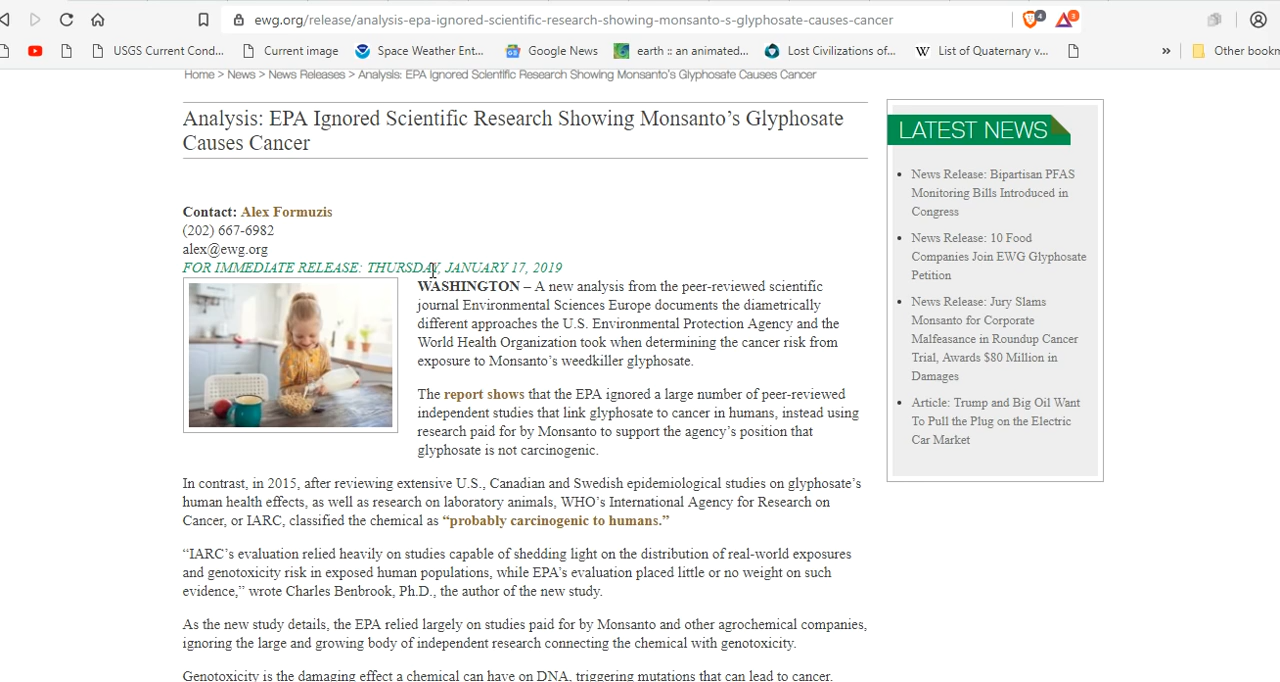 ewg.org/release/analysis-epa-ignored-scientific-research-showing-monsanto-s-glyphosate-causes-cancer
4
8
USGS Current Cond...
Current image
Space Weather Ent...
Google News
earth :: an animated...
Lost Civilizations of...
W List of Quaternary v...
»
Other bookm
Home > News > News Releases > Analysis: EPA Ignored Scientific Research Showing Monsanto's Glyphosate Causes Cancer
Analysis: EPA Ignored Scientific Research Showing Monsanto's Glyphosate
Causes Cancer
Contact: Alex Formuzis
(202) 667-6982
alex@ewg.org
FOR IMMEDIATE RELEASE: THURSDAY, JANUARY 17, 2019
WASHINGTON – A new analysis from the peer-reviewed scientific
journal Environmental Sciences Europe documents the diametrically
different approaches the U.S. Environmental Protection Agency and the
World Health Organization took when determining the cancer risk from
exposure to Monsanto's weedkiller glyphosate.
The report shows that the EPA ignored a large number of peer-reviewed
independent studies that link glyphosate to cancer in humans, instead using
research paid for by Monsanto to support the agency's position that
glyphosate is not carcinogenic.
In contrast, in 2015, after reviewing extensive U.S., Canadian and Swedish epidemiological studies on glyphosate's
human health effects, as well as research on laboratory animals, WHO's International Agency for Research on
Cancer, or IARC, classified the chemical as "probably carcinogenic to humans."
"IARC's evaluation relied heavily on studies capable of shedding light on the distribution of real-world exposures
and genotoxicity risk in exposed human populations, while EPA's evaluation placed little or no weight on such
evidence," wrote Charles Benbrook, Ph.D., the author of the new study.
As the new study details, the EPA relied largely on studies paid for by Monsanto and other agrochemical companies,
ignoring the large and growing body of independent research connecting the chemical with genotoxicity.
Genotoxicity is the damaging effect a chemical can have on DNA, triggering mutations that can lead to cancer.
LATEST NEWS
• News Release: Bipartisan PFAS
Monitoring Bills Introduced in
Congress
• News Release: 10 Food
Companies Join EWG Glyphosate
Petition
• News Release: Jury Slams
Monsanto for Corporate
Malfeasance in Roundup Cancer
Trial, Awards $80 Million in
Damages
• Article: Trump and Big Oil Want
To Pull the Plug on the Electric
Car Market